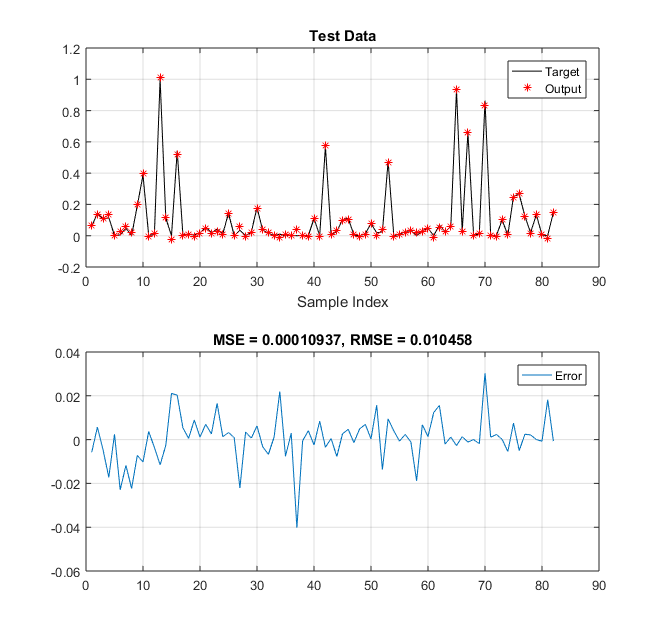 Test Data
1.2
1
0.8
0.6
0.4
0.2
0
-0.2
Target
Output
0 10 20 30 40 50 60 70 80 90
Sample Index
MSE = 0.00010937, RMSE = 0.010458
0.04
0.02
0
-0.02
-0.04
-0.06
Error
0 10 20 30 40 50 60 70 80 90